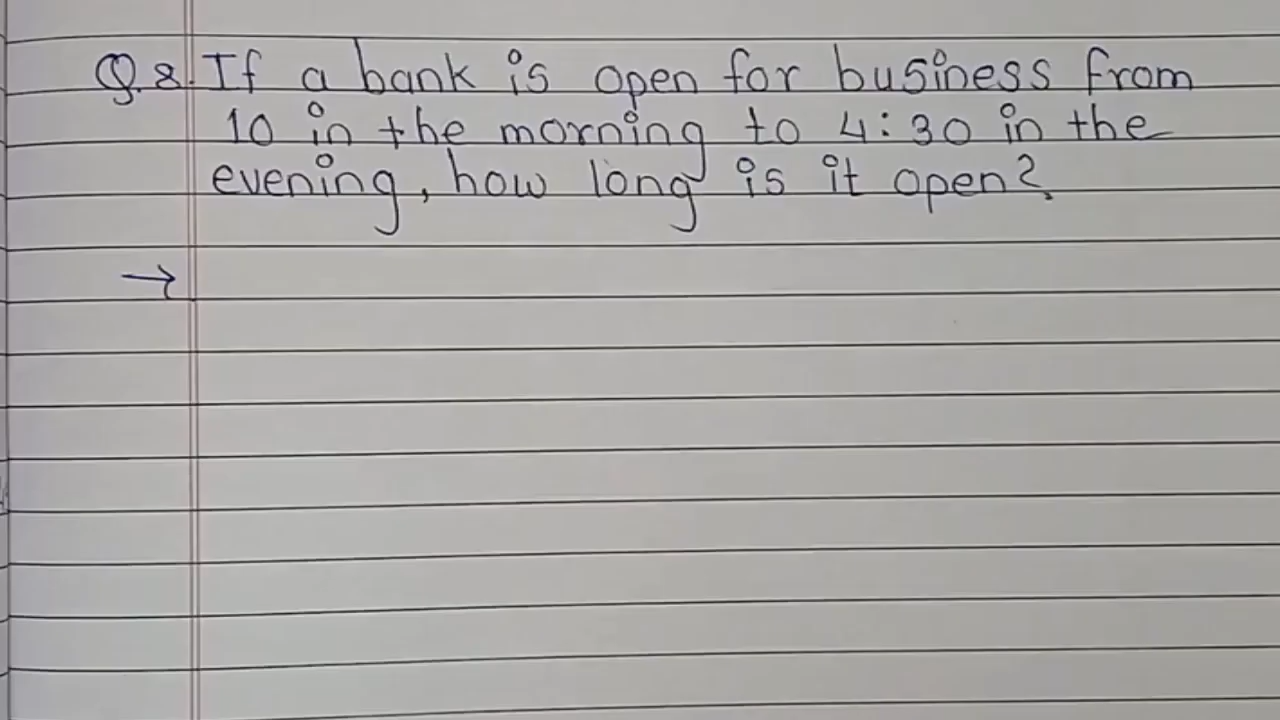 Q.8. If a bank is open for business from
10 in the morning to 4:30 in the
evening, how long is it open?
→